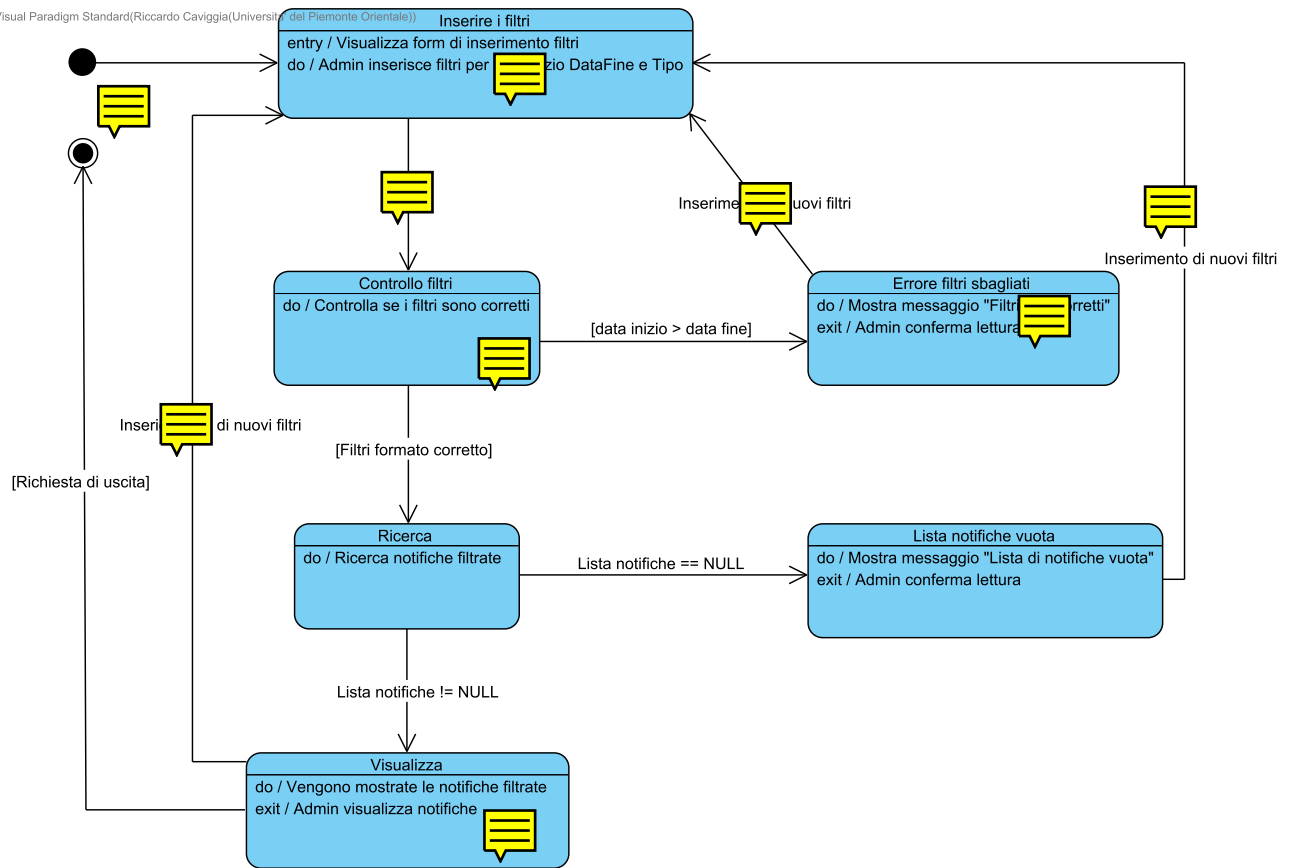 Visual Paradigm Standard(Riccardo Caviggia(Universita' del Piemonte Orientale))
Inserire i filtri
entry / Visualizza form di inserimento filtri
do / Admin inserisce filtri per zio DataFine e Tipo
Inserime uovi filtri
Inserimento di nuovi filtri
Controllo filtri
do / Controlla se i filtri sono corretti
[data inizio > data fine]
Errore filtri sbagliati
do / Mostra messaggio "Filtri rretti"
exit / Admin conferma lettura
Inseri di nuovi filtri
[Filtri formato corretto]
[Richiesta di uscita]
Ricerca
do / Ricerca notifiche filtrate
Lista notifiche == NULL
Lista notifiche vuota
do / Mostra messaggio "Lista di notifiche vuota"
exit / Admin conferma lettura
Lista notifiche != NULL
Visualizza
do / Vengono mostrate le notifiche filtrate
exit / Admin visualizza notifiche